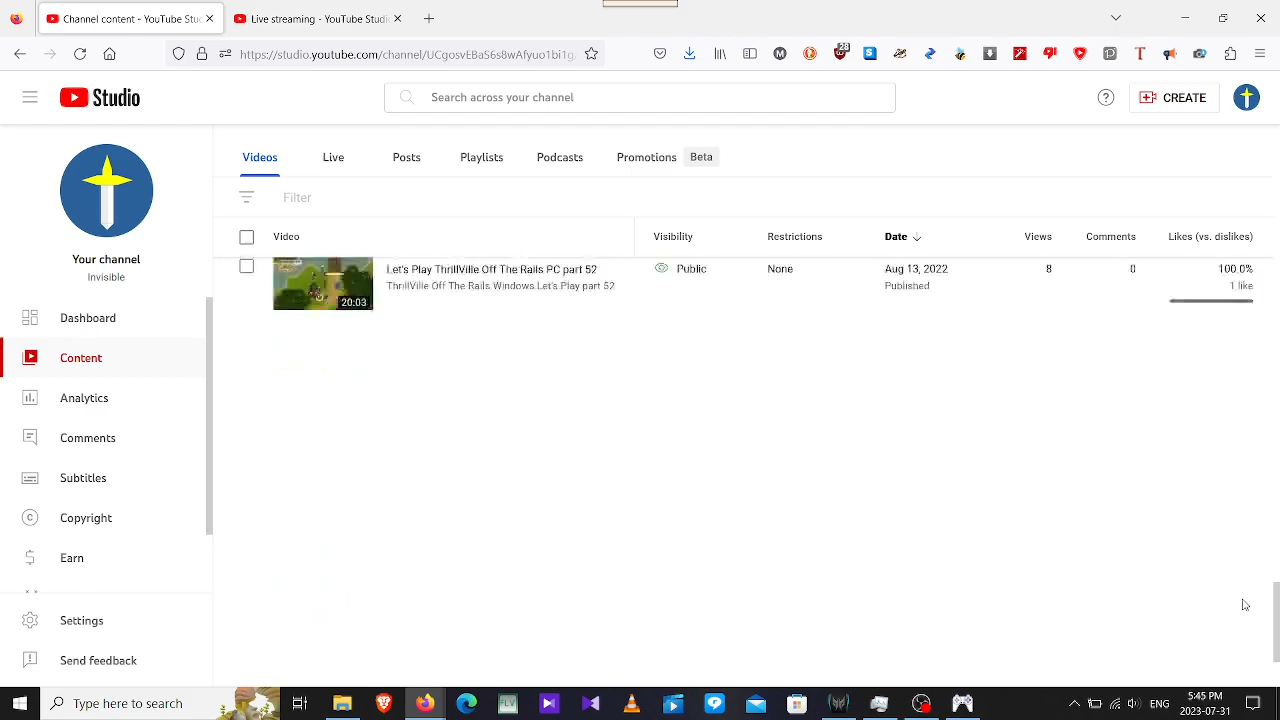 Channel content - YouTube Stud
Live streaming - YouTube Studio
https://studio.youtube.com/channel/UCqosvEBaS6s8wAfyuo1bi1g
28
Studio
Search across your channel
CREATE
Your channel
Invisible
Dashboard
Content
Analytics
Comments
Subtitles
Copyright
Earn
Settings
Send feedback
Videos
Live
Posts
Playlists
Podcasts
Promotions
Beta
Filter
Video
Visibility
Restrictions
Date
Views
Comments
Likes (vs. dislikes)
20:03
Let's Play ThrillVille Off The Rails PC part 52
ThrillVille Off The Rails Windows Let's Play part 52
Public
None
Aug 13, 2022
Published
8
0
100.0%
1 like
Type here to search
ENG
5:45 PM
2023-07-31